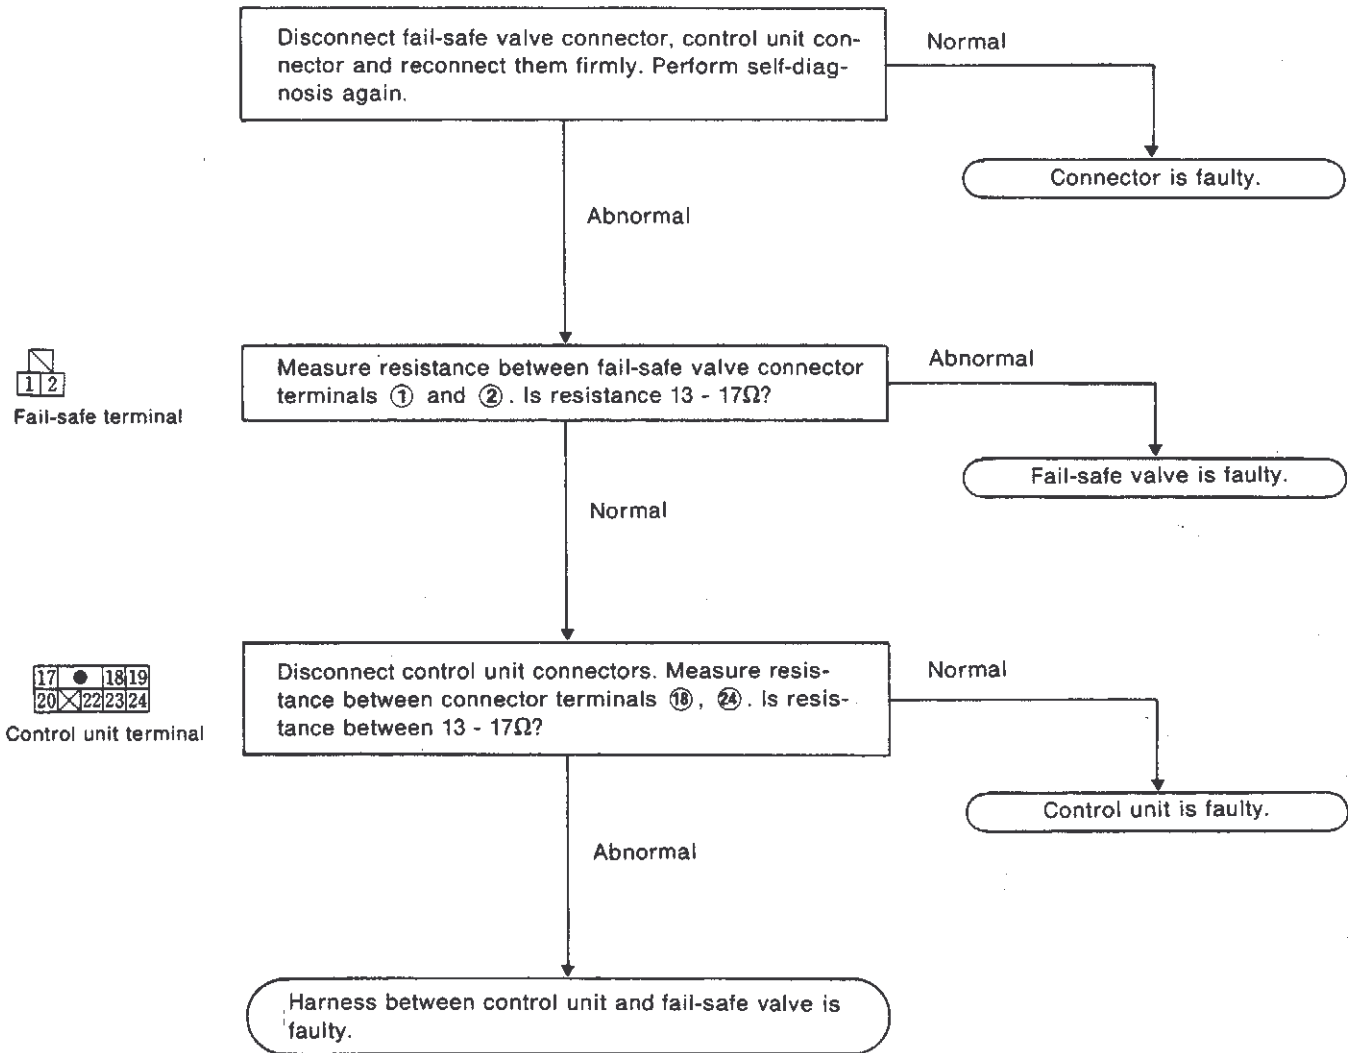 Disconnect fail-safe valve connector, control unit con-
nector and reconnect them firmly. Perform self-diag-
nosis again.
Normal
Connector is faulty.
Abnormal
1 2
Fail-safe terminal
Measure resistance between fail-safe valve connector
terminals ① and ②. Is resistance 13 - 17Ω?
Abnormal
Fail-safe valve is faulty.
Normal
17 ● 18 19
20 22 23 24
Control unit terminal
Disconnect control unit connectors. Measure resis-
tance between connector terminals ⑱, ㉔. Is resis-
tance between 13 - 17Ω?
Normal
Control unit is faulty.
Abnormal
Harness between control unit and fail-safe valve is
faulty.